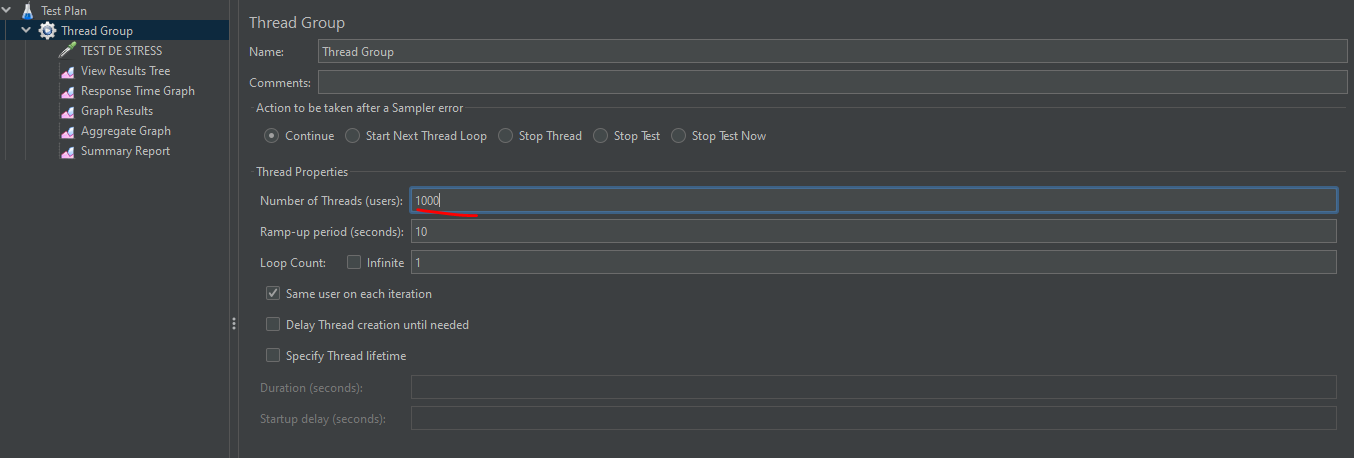 Test Plan
Thread Group
TEST DE STRESS
View Results Tree
Response Time Graph
Graph Results
Aggregate Graph
Summary Report
Thread Group
Name: Thread Group
Comments:
Action to be taken after a Sampler error
Continue Start Next Thread Loop Stop Thread Stop Test Stop Test Now
Thread Properties
Number of Threads (users): 1000
Ramp-up period (seconds): 10
Loop Count: Infinite 1
Same user on each iteration
Delay Thread creation until needed
Specify Thread lifetime
Duration (seconds):
Startup delay (seconds):